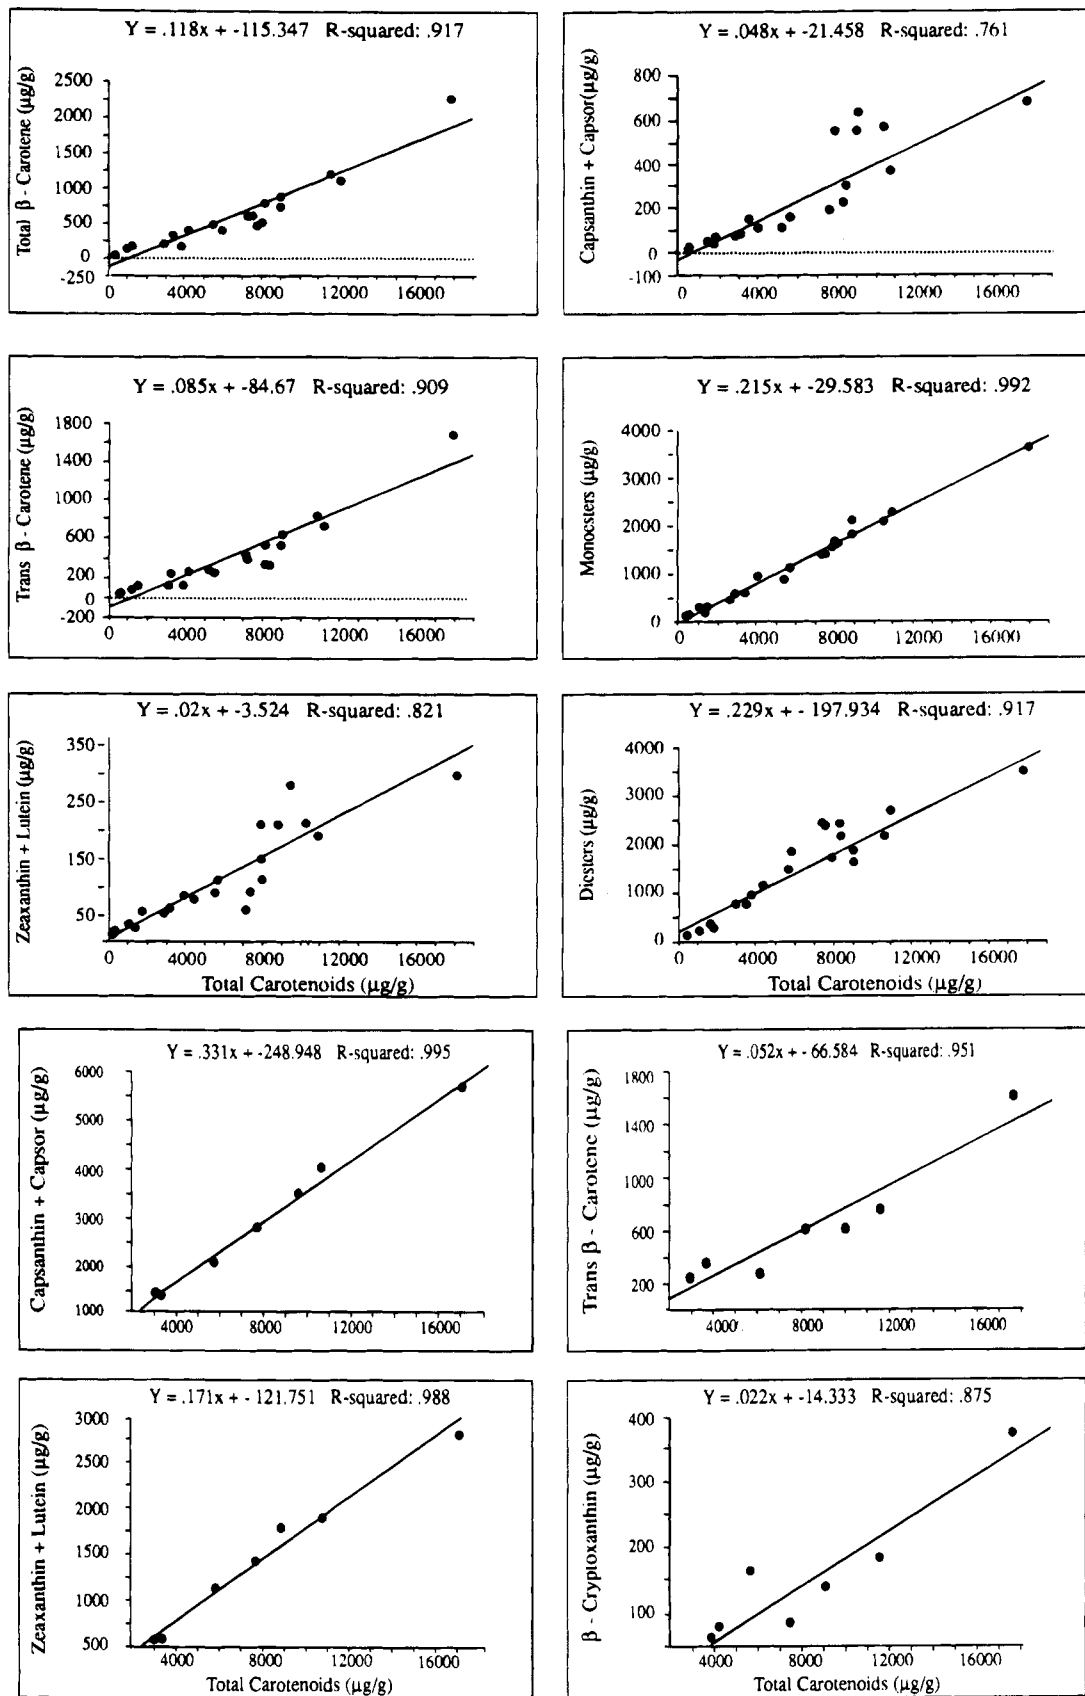 Y = .118x + -115.347 R-squared: .917
Total β - Carotene (µg/g)
2500
2000
1500
1000
500
0
-250
0 4000 8000 12000 16000
Y = .048x + -21.458 R-squared: .761
Capsanthin + Capsor(µg/g)
800
600
400
200
0
-100
0 4000 8000 12000 16000
Y = .085x + -84.67 R-squared: .909
Trans β - Carotene (µg/g)
1800
1400
1000
600
200
0
-200
0 4000 8000 12000 16000
Y = .215x + -29.583 R-squared: .992
Monoesters (µg/g)
4000
3000
2000
1000
0
0 4000 8000 12000 16000
Y = .02x + -3.524 R-squared: .821
Zeaxanthin + Lutein (µg/g)
350
250
150
50
0 4000 8000 12000 16000
Total Carotenoids (µg/g)
Y = .229x + - 197.934 R-squared: .917
Diesters (µg/g)
4000
3000
2000
1000
0
0 4000 8000 12000 16000
Total Carotenoids (µg/g)
Y = .331x + -248.948 R-squared: .995
Capsanthin + Capsor (µg/g)
6000
5000
4000
3000
2000
1000
4000 8000 12000 16000
Y = .052x + -66.584 R-squared: .951
Trans β - Carotene (µg/g)
1800
1400
1000
600
200
4000 8000 12000 16000
Y = .171x + - 121.751 R-squared: .988
Zeaxanthin + Lutein (µg/g)
3000
2500
2000
1500
1000
500
4000 8000 12000 16000
Total Carotenoids (µg/g)
Y = .022x + -14.333 R-squared: .875
β - Cryptoxanthin (µg/g)
400
300
200
100
4000 8000 12000 16000
Total Carotenoids (µg/g)